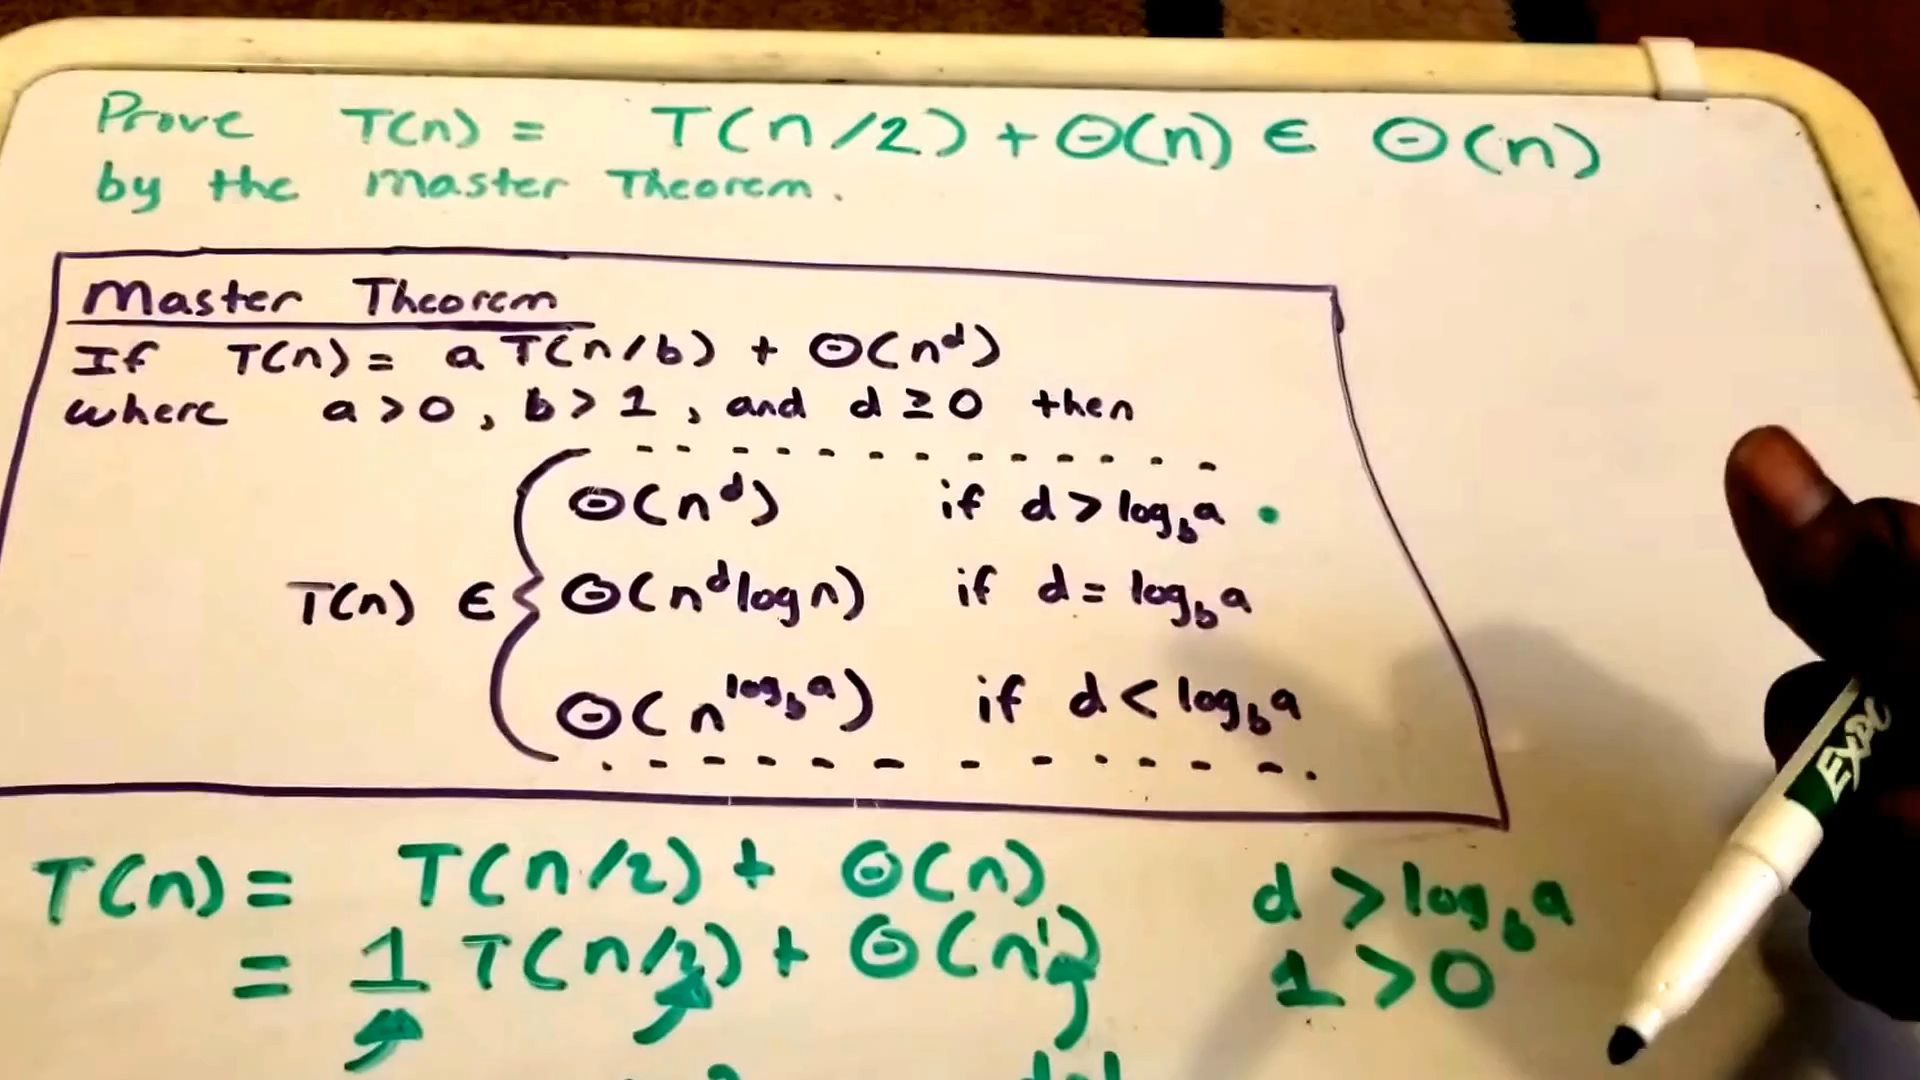 Prove T(n) = T(n/2) + Θ(n) ∈ Θ(n)
by the Master Theorem.
Master Theorem
If T(n) = a T(n/b) + Θ(n^d)
where a > 0, b > 1, and d ≥ 0 then
Θ(n^d) if d > log_b a
T(n) ∈ { Θ(n^d log n) if d = log_b a
Θ(n^{log_b a}) if d < log_b a
T(n) = T(n/2) + Θ(n) d > log_b a
= 1 T(n/2) + Θ(n^1) 1 > 0
EXPO